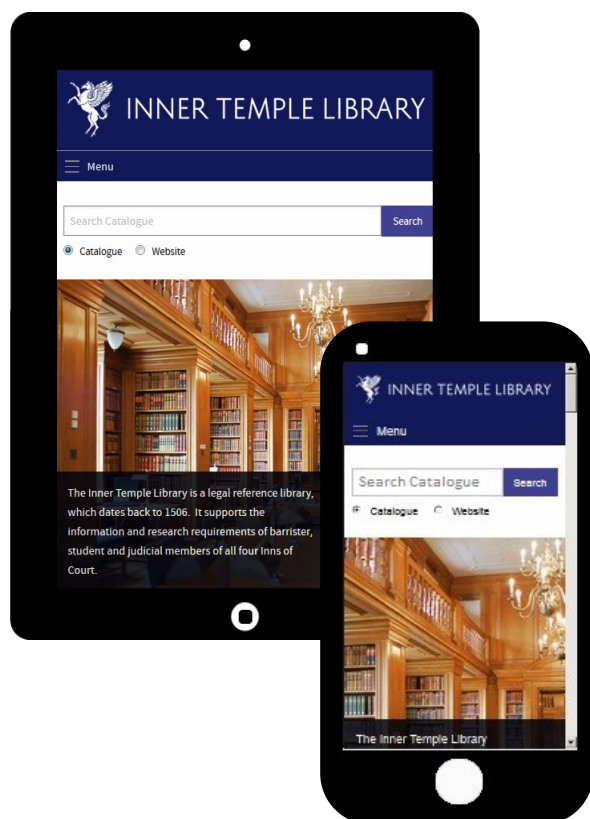 INNER TEMPLE LIBRARY
Menu
Search Catalogue Search
Catalogue Website
The Inner Temple Library is a legal reference library,
which dates back to 1506. It supports the
information and research requirements of barrister,
student and judicial members of all four Inns of
Court.
INNER TEMPLE LIBRARY
Menu
Search Catalogue Search
Catalogue Website
The Inner Temple Library